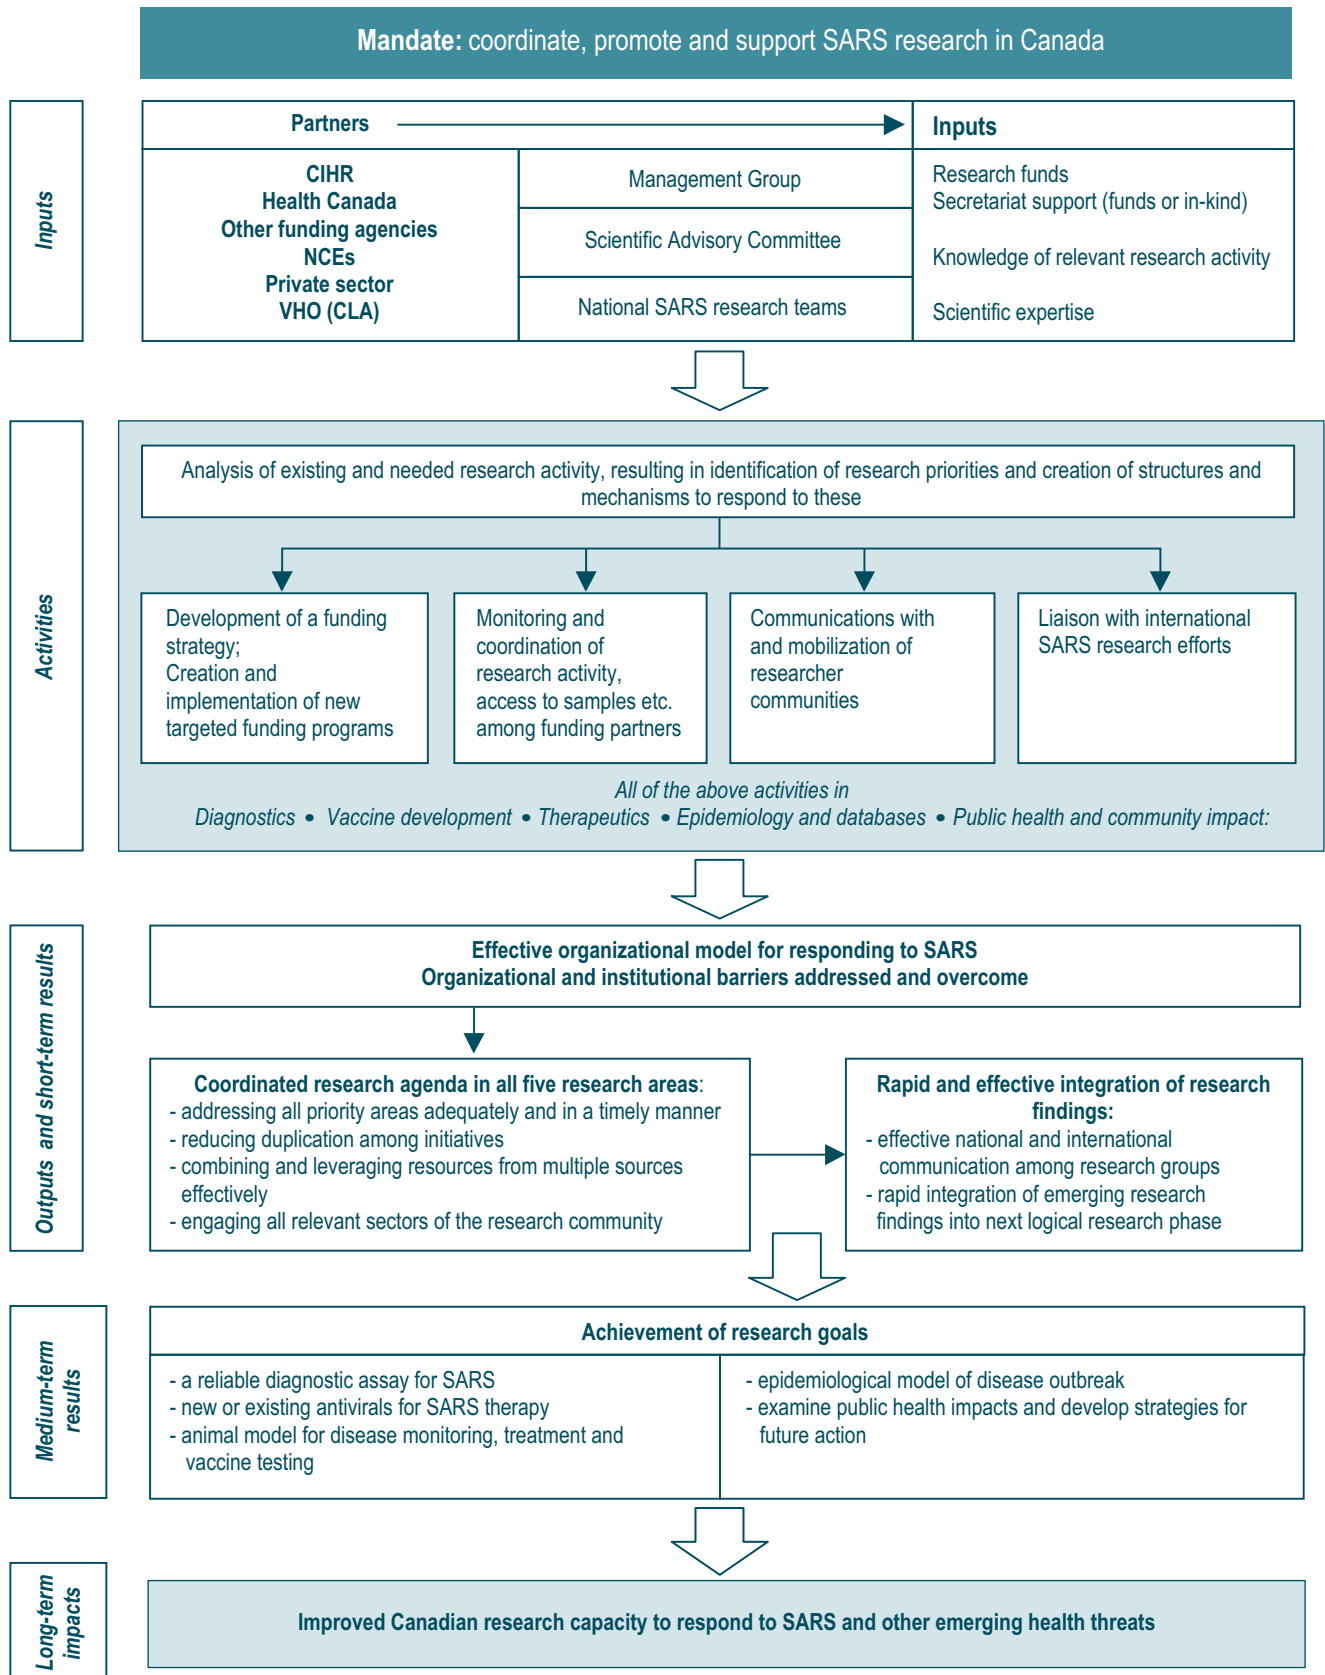 Mandate: coordinate, promote and support SARS research in Canada
Inputs
Partners
Inputs
CIHR
Health Canada
Other funding agencies
NCEs
Private sector
VHO (CLA)
Management Group
Scientific Advisory Committee
National SARS research teams
Research funds
Secretariat support (funds or in-kind)
Knowledge of relevant research activity
Scientific expertise
Activities
Analysis of existing and needed research activity, resulting in identification of research priorities and creation of structures and
mechanisms to respond to these
Development of a funding
strategy;
Creation and
implementation of new
targeted funding programs
Monitoring and
coordination of
research activity,
access to samples etc.
among funding partners
Communications with
and mobilization of
researcher
communities
Liaison with international
SARS research efforts
All of the above activities in
Diagnostics • Vaccine development • Therapeutics • Epidemiology and databases • Public health and community impact:
Outputs and short-term results
Effective organizational model for responding to SARS
Organizational and institutional barriers addressed and overcome
Coordinated research agenda in all five research areas:
- addressing all priority areas adequately and in a timely manner
- reducing duplication among initiatives
- combining and leveraging resources from multiple sources
effectively
- engaging all relevant sectors of the research community
Rapid and effective integration of research
findings:
- effective national and international
communication among research groups
- rapid integration of emerging research
findings into next logical research phase
Medium-term
results
Achievement of research goals
- a reliable diagnostic assay for SARS
- new or existing antivirals for SARS therapy
- animal model for disease monitoring, treatment and
vaccine testing
- epidemiological model of disease outbreak
- examine public health impacts and develop strategies for
future action
Long-term
impacts
Improved Canadian research capacity to respond to SARS and other emerging health threats